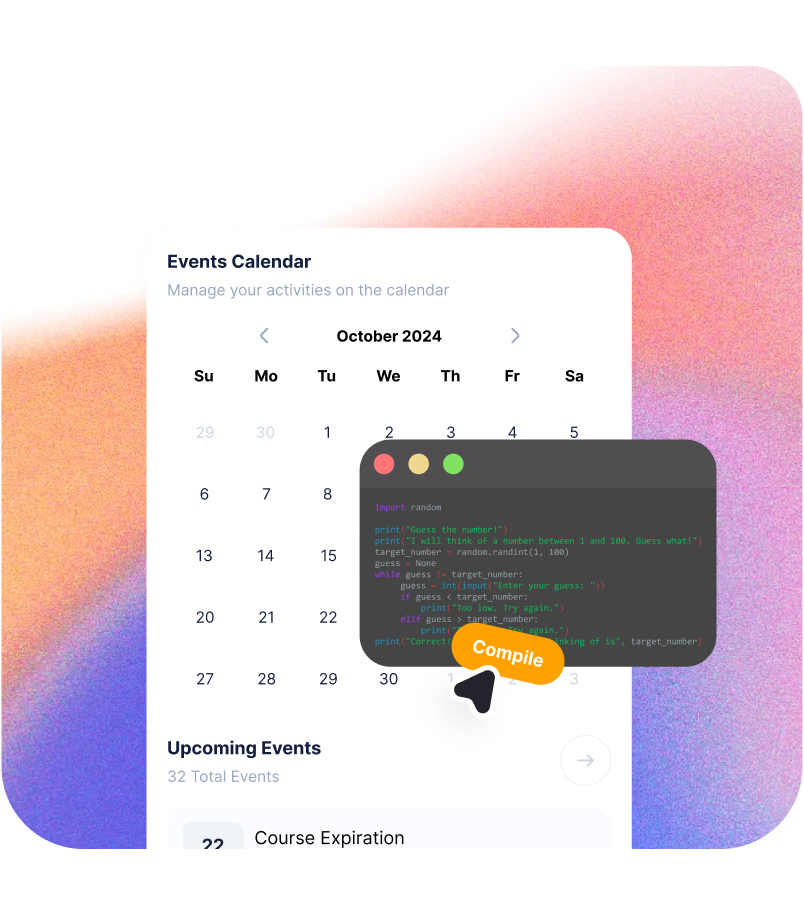 Events Calendar
Manage your activities on the calendar
October 2024
Su Mo Tu We Th Fr Sa
29 30 1 2 3 4 5
6 7 8
13 14 15
20 21 22
27 28 29 30 1 2 3
import random
print("Guess the number!")
print("I will think of a number between 1 and 100. Guess what!")
target_number = random.randint(1, 100)
guess = None
while guess != target_number:
guess = int(input("Enter your guess: "))
if guess < target_number:
print("Too low. Try again.")
elif guess > target_number:
print(" Try again.")
print("Correct! of is", target_number)
Compile
Upcoming Events
32 Total Events
22 Course Expiration